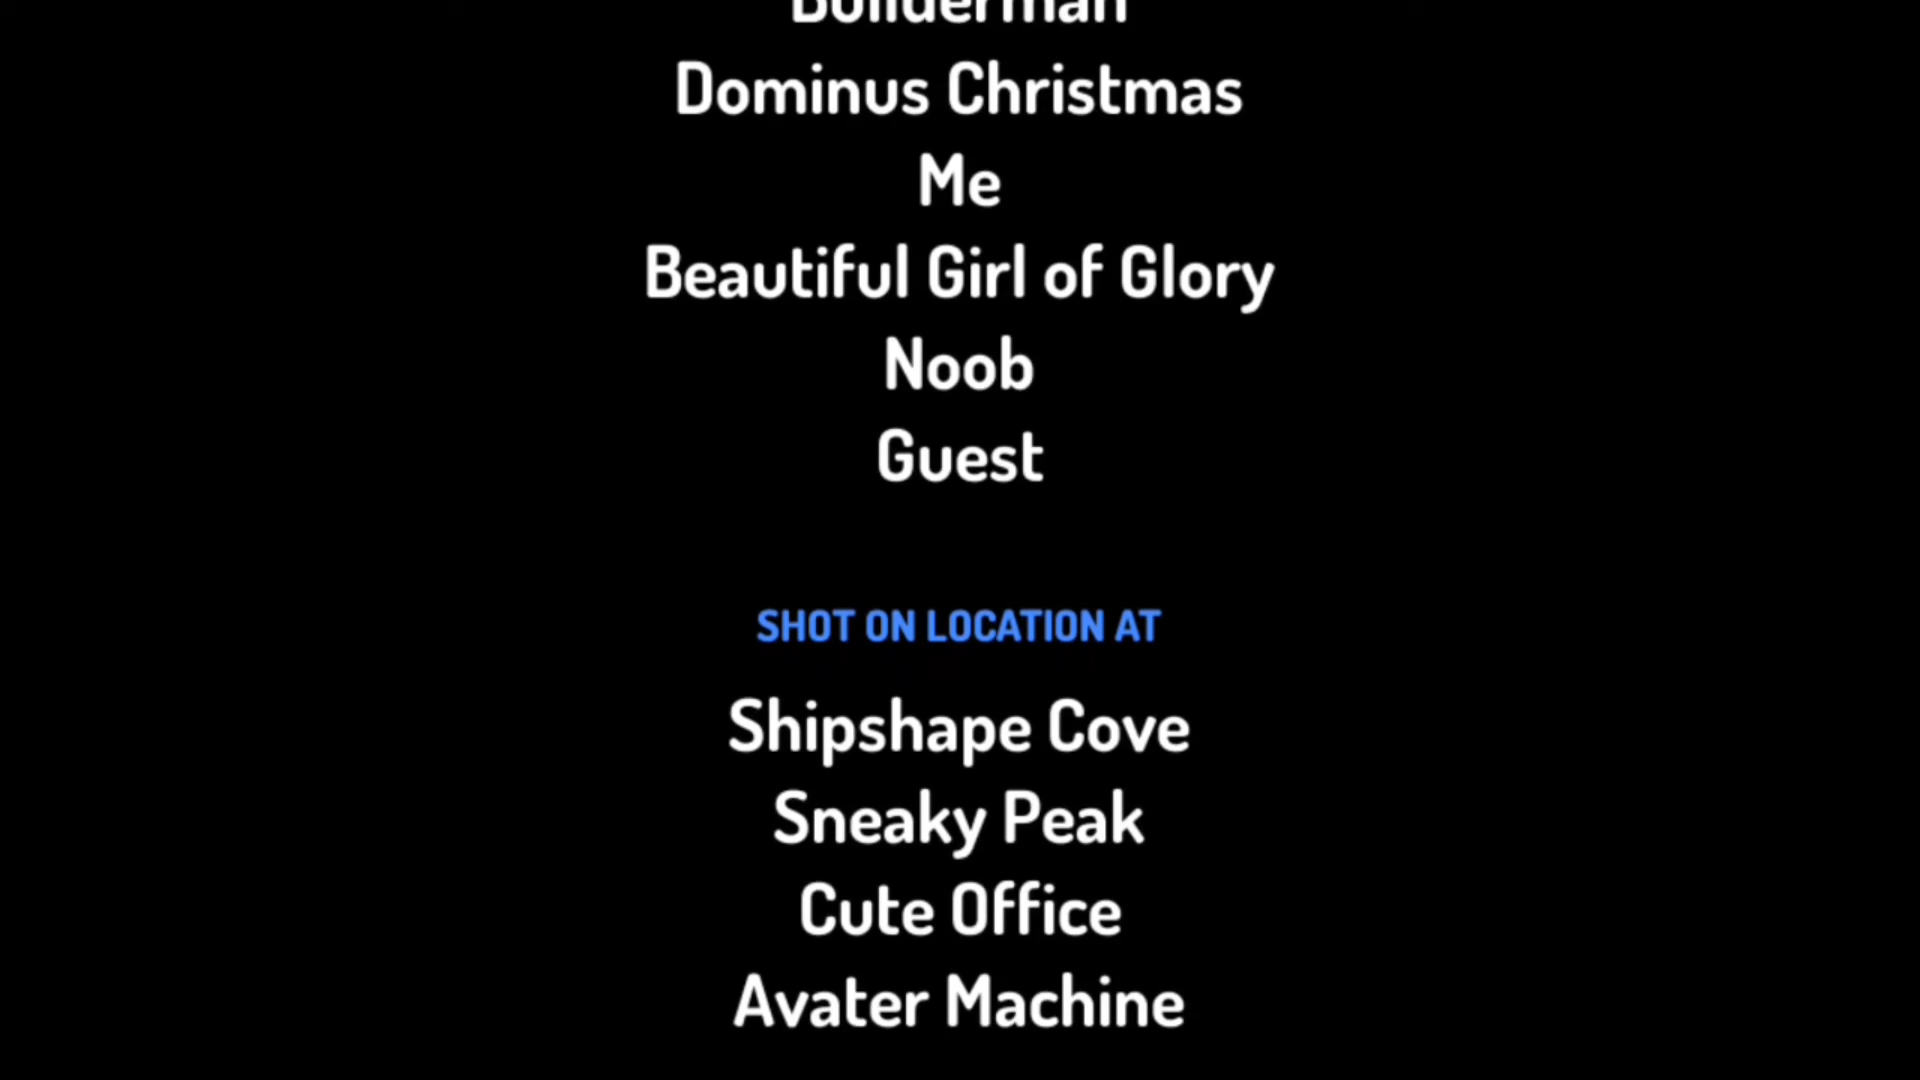 Builderman
Dominus Christmas
Me
Beautiful Girl of Glory
Noob
Guest
SHOT ON LOCATION AT
Shipshape Cove
Sneaky Peak
Cute Office
Avater Machine